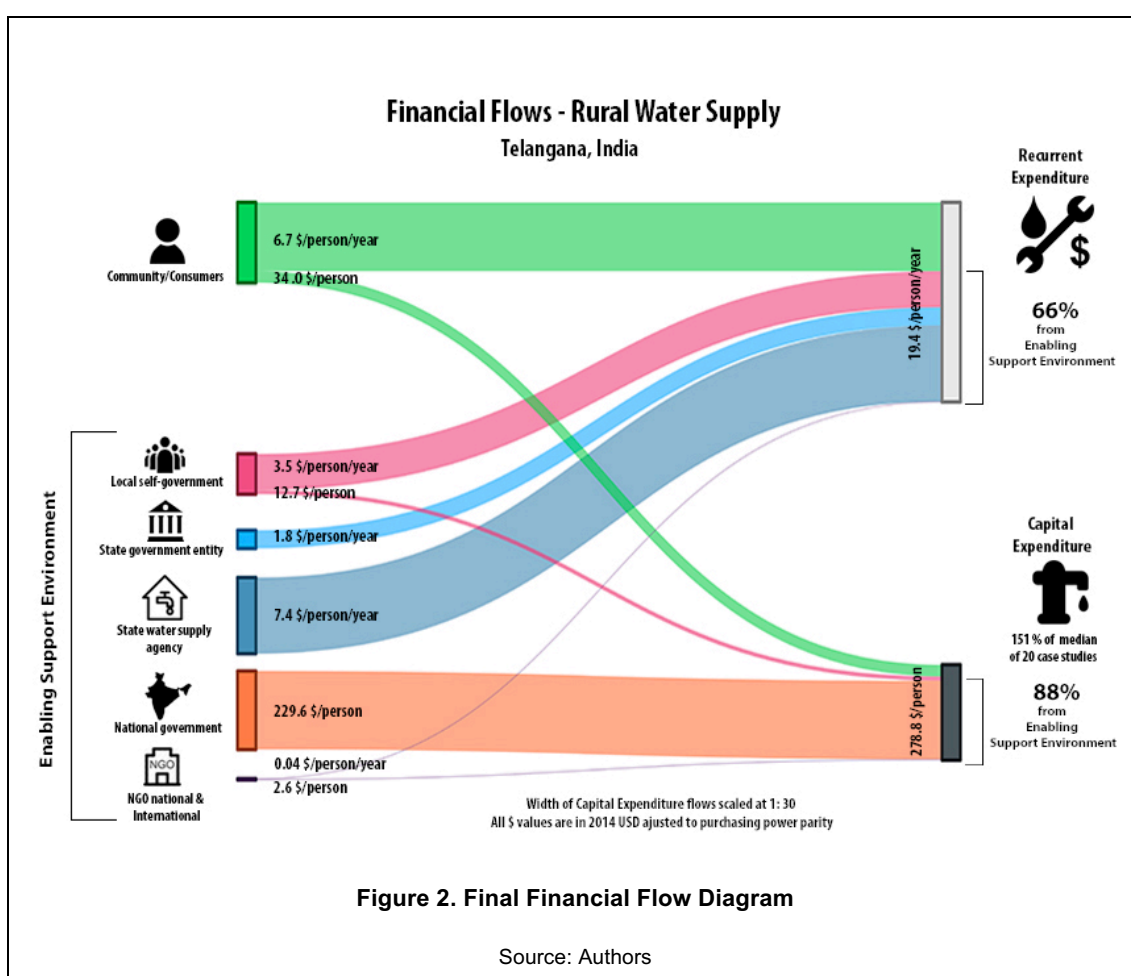 Financial Flows - Rural Water Supply
Telangana, India
Recurrent
Expenditure
$
6.7 $/person/year
Community/Consumers
34.0 $/person
19.4 $/person/year
66%
from
Enabling
Support Environment
Enabling Support Environment
Local self-government
3.5 $/person/year
12.7 $/person
State government entity
1.8 $/person/year
State water supply
agency
7.4 $/person/year
Capital
Expenditure
151 % of median
of 20 case studies
National government
229.6 $/person
278.8 $/person
88%
from
Enabling
Support Environment
NGO
NGO national &
International
0.04 $/person/year
2.6 $/person
Width of Capital Expenditure flows scaled at 1: 30
All $ values are in 2014 USD ajusted to purchasing power parity
Figure 2. Final Financial Flow Diagram
Source: Authors